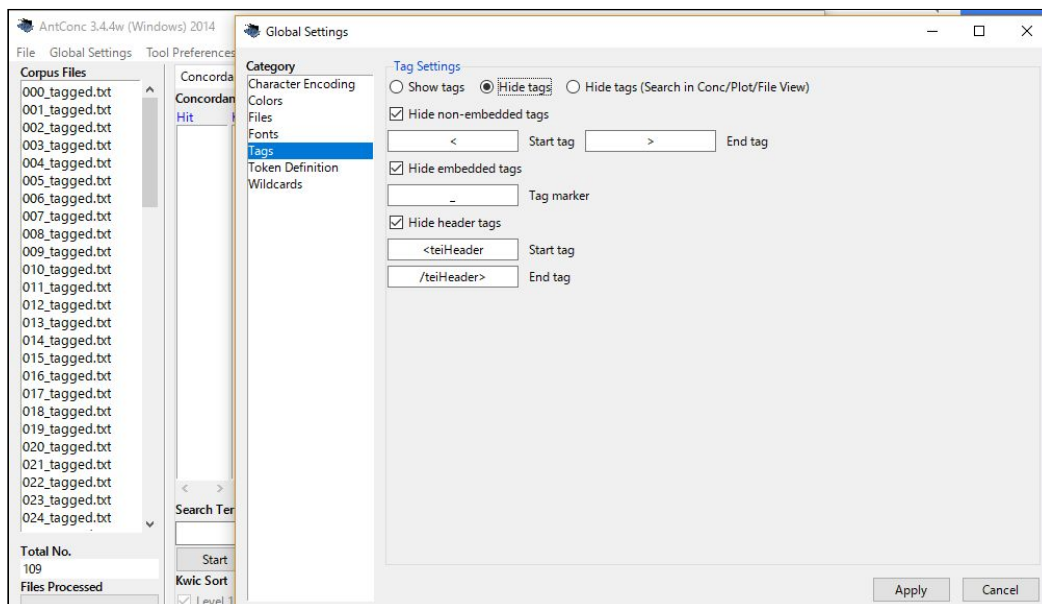 AntConc 3.4.4w (Windows) 2014
File Global Settings Tool Preferences
Corpus Files
000_tagged.txt
001_tagged.txt
002_tagged.txt
003_tagged.txt
004_tagged.txt
005_tagged.txt
006_tagged.txt
007_tagged.txt
008_tagged.txt
009_tagged.txt
010_tagged.txt
011_tagged.txt
012_tagged.txt
013_tagged.txt
014_tagged.txt
015_tagged.txt
016_tagged.txt
017_tagged.txt
018_tagged.txt
019_tagged.txt
020_tagged.txt
021_tagged.txt
022_tagged.txt
023_tagged.txt
024_tagged.txt
Total No.
109
Files Processed
Concorda
Concordan
Hit
< >
Search Ter
Start
Kwic Sort
Level 1
Global Settings
Category
Character Encoding
Colors
Files
Fonts
Tags
Token Definition
Wildcards
Tag Settings
Show tags Hide tags Hide tags (Search in Conc/Plot/File View)
Hide non-embedded tags
< Start tag > End tag
Hide embedded tags
_ Tag marker
Hide header tags
<teiHeader Start tag
/teiHeader> End tag
Apply Cancel